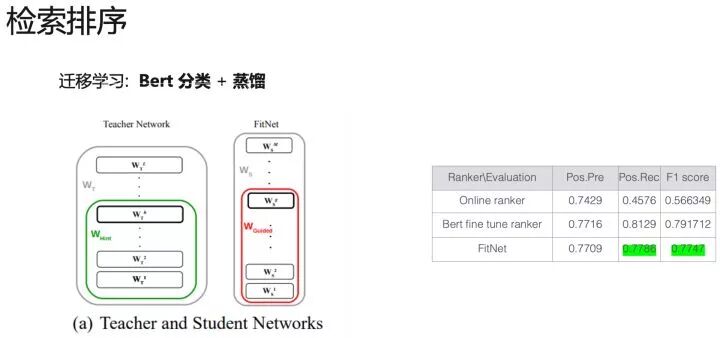 检索排序
迁移学习: Bert 分类 + 蒸馏
Teacher Network
FitNet
W_T^L
W_S^M
W_T
W_S
W_T^h
W_S^g
W_Hint
W_Guided
W_T^2
W_S^2
W_T^1
W_S^1
(a) Teacher and Student Networks
Ranker\Evaluation Pos.Pre Pos.Rec F1 score
Online ranker 0.7429 0.4576 0.566349
Bert fine tune ranker 0.7716 0.8129 0.791712
FitNet 0.7709 0.7786 0.7747